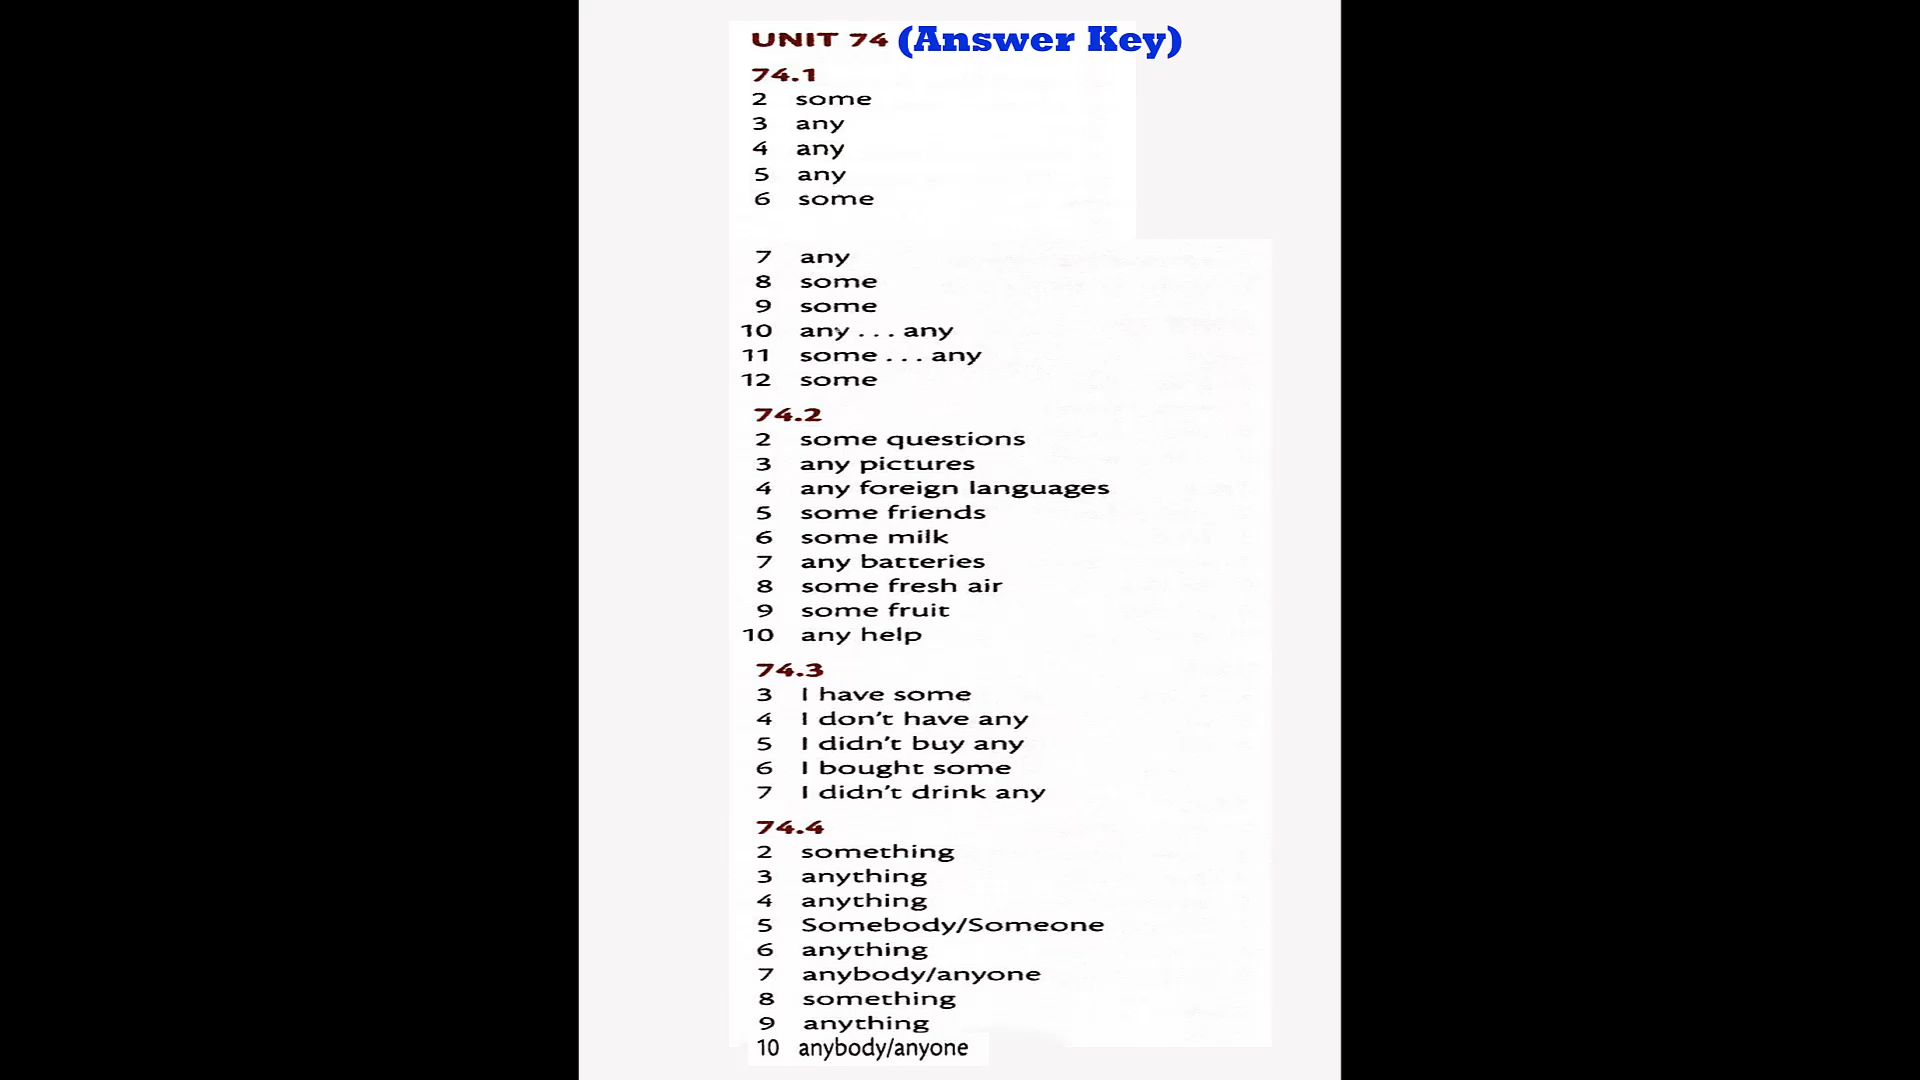 UNIT 74 (Answer Key)
74.1
2 some
3 any
4 any
5 any
6 some
7 any
8 some
9 some
10 any . . . any
11 some . . . any
12 some
74.2
2 some questions
3 any pictures
4 any foreign languages
5 some friends
6 some milk
7 any batteries
8 some fresh air
9 some fruit
10 any help
74.3
3 I have some
4 I don't have any
5 I didn't buy any
6 I bought some
7 I didn't drink any
74.4
2 something
3 anything
4 anything
5 Somebody/Someone
6 anything
7 anybody/anyone
8 something
9 anything
10 anybody/anyone